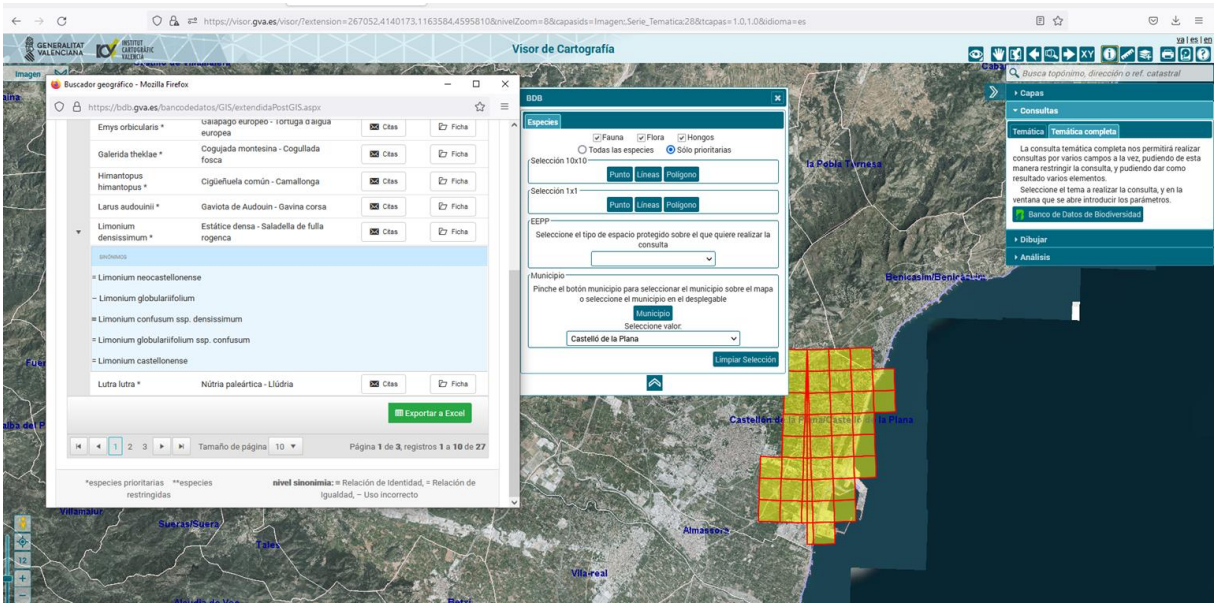 https://visor.gva.es/visor/?extension=267052,4140173,1163584,4595810&nivelZoom=8&capasids=Imagen;,Serie_Tematica;28&tcapas=1.0,1.0&idioma=es
GENERALITAT
VALENCIANA
ICV
INSTITUT
CARTOGRÀFIC
VALENCIÀ
Visor de Cartografía
va | es | en
XY
Imagen
Busca topónimo, dirección o ref. catastral
Capas
Consultas
Temática
Temática completa
La consulta temática completa nos permitirá realizar
consultas por varios campos a la vez, pudiendo de esta
manera restringir la consulta, y pudiendo dar como
resultado varios elementos.
Seleccione el tema a realizar la consulta, y en la
ventana que se abre introducir los parámetros.
Banco de Datos de Biodiversidad
Dibujar
Análisis
Buscador geográfico - Mozilla Firefox
https://bdb.gva.es/bancodedatos/GIS/extendidaPostGIS.aspx
Emys orbicularis *
Galápago europeo - Tortuga d'aigua
europea
Citas
Ficha
Galerida theklae *
Cogujada montesina - Cogullada
fosca
Citas
Ficha
Himantopus
himantopus *
Cigüeñuela común - Camallonga
Citas
Ficha
Larus audouinii *
Gaviota de Audouin - Gavina corsa
Citas
Ficha
Limonium
densissimum *
Estática densa - Saladella de fulla
rogenca
Citas
Ficha
SINÓNIMOS
= Limonium neocastellonense
– Limonium globulariifolium
≡ Limonium confusum ssp. densissimum
= Limonium globulariifolium ssp. confusum
= Limonium castellonense
Lutra lutra *
Nútria paleártica - Llúdria
Citas
Ficha
Exportar a Excel
1 2 3
Tamaño de página 10
Página 1 de 3, registros 1 a 10 de 27
*especies prioritarias **especies
restringidas
nivel sinonimia: ≡ Relación de Identidad, = Relación de
Igualdad, – Uso incorrecto
BDB
Especies
Fauna Flora Hongos
Todas las especies Sólo prioritarias
Selección 10x10
Punto Líneas Polígono
Selección 1x1
Punto Líneas Polígono
EEPP
Seleccione el tipo de espacio protegido sobre el que quiere realizar la
consulta
Municipio
Pinche el botón municipio para seleccionar el municipio sobre el mapa
o seleccione el municipio en el desplegable
Municipio
Seleccione valor:
Castelló de la Plana
Limpiar Selección
la Pobla Tornesa
Benicasim/Benicàssim
Castellón de la Plana/Castelló de la Plana
Almassora
Vila-real
Betxí
Tales
Sueras/Suera
Villamalur
12